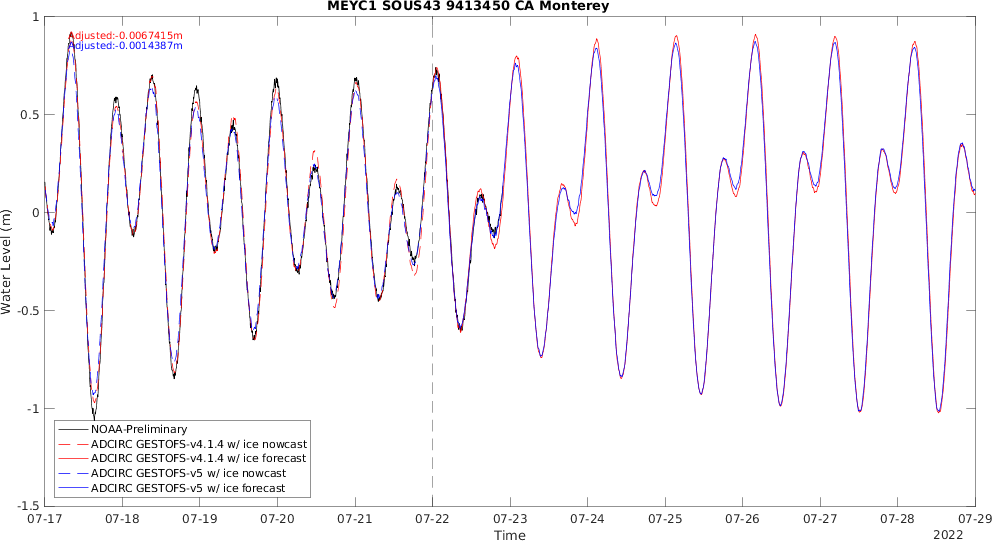 MEYC1 SOUS43 9413450 CA Monterey
Adjusted:-0.0067415m
Adjusted:-0.0014387m
1
0.5
0
-0.5
-1
-1.5
Water Level (m)
NOAA-Preliminary
ADCIRC GESTOFS-v4.1.4 w/ ice nowcast
ADCIRC GESTOFS-v4.1.4 w/ ice forecast
ADCIRC GESTOFS-v5 w/ ice nowcast
ADCIRC GESTOFS-v5 w/ ice forecast
07-17 07-18 07-19 07-20 07-21 07-22 07-23 07-24 07-25 07-26 07-27 07-28 07-29
Time
2022